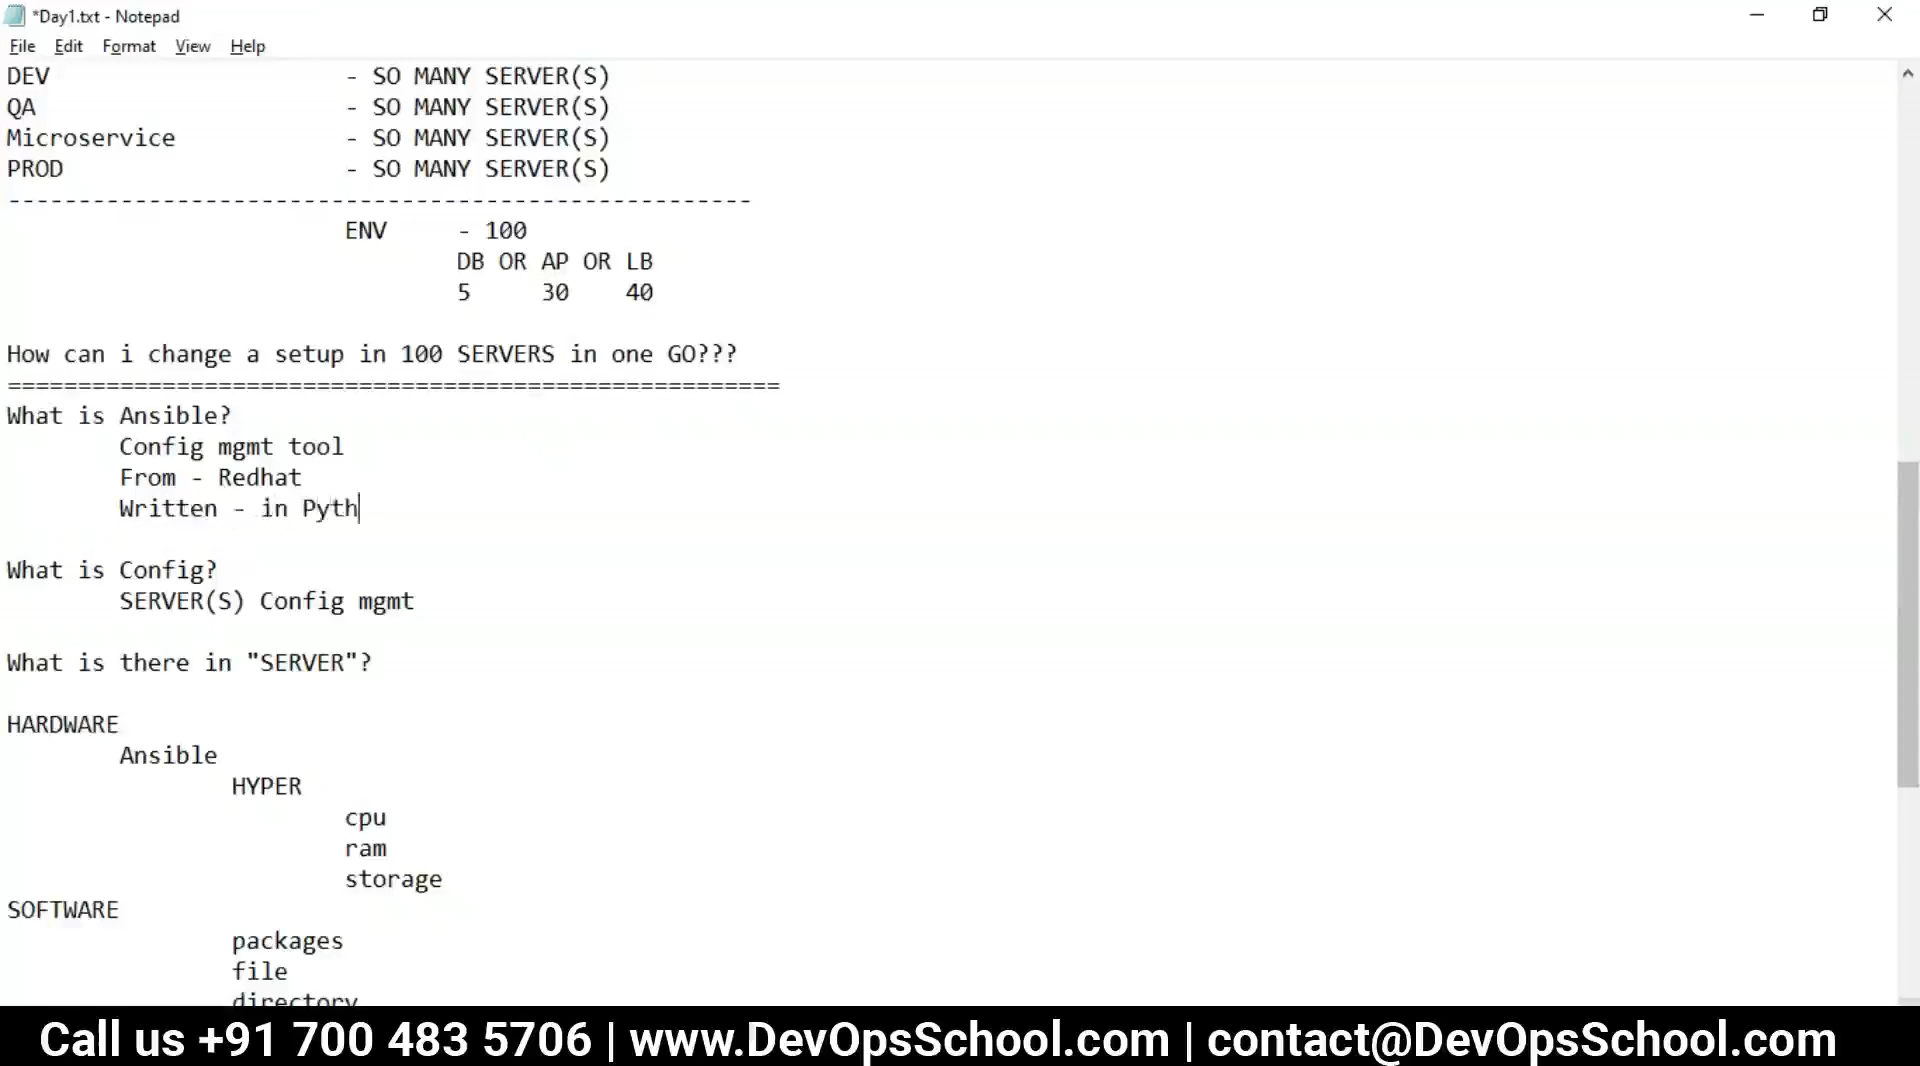 *Day1.txt - Notepad
File Edit Format View Help
DEV - SO MANY SERVER(S)
QA - SO MANY SERVER(S)
Microservice - SO MANY SERVER(S)
PROD - SO MANY SERVER(S)
-----------------------------------------------------
ENV - 100
DB OR AP OR LB
5 30 40
How can i change a setup in 100 SERVERS in one GO???
=======================================================
What is Ansible?
Config mgmt tool
From - Redhat
Written - in Pyth
What is Config?
SERVER(S) Config mgmt
What is there in "SERVER"?
HARDWARE
Ansible
HYPER
cpu
ram
storage
SOFTWARE
packages
file
directory
Call us +91 700 483 5706 | www.DevOpsSchool.com | contact@DevOpsSchool.com